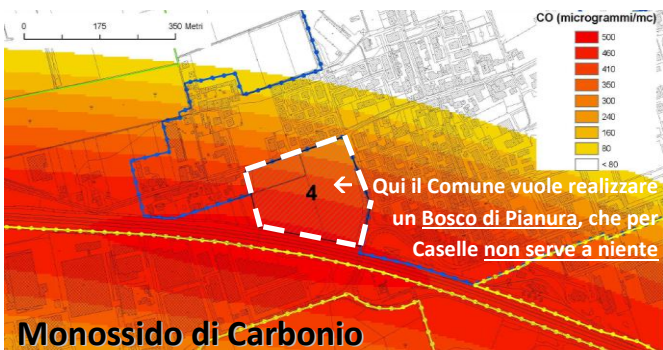 0 175 350 Metri
CO (microgrammi/mc)
500
460
410
350
300
240
160
80
< 80
4
← Qui il Comune vuole realizzare
un Bosco di Pianura, che per
Caselle non serve a niente
Monossido di Carbonio